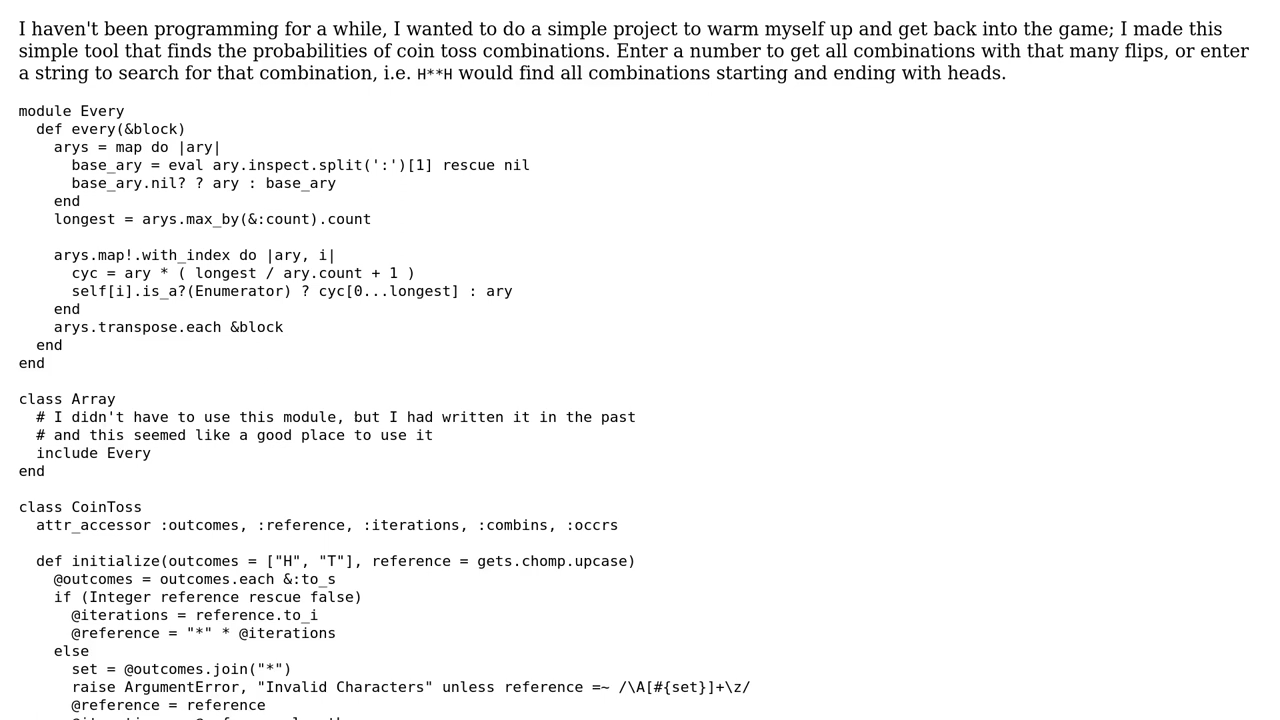 I haven't been programming for a while, I wanted to do a simple project to warm myself up and get back into the game; I made this
simple tool that finds the probabilities of coin toss combinations. Enter a number to get all combinations with that many flips, or enter
a string to search for that combination, i.e. H**H would find all combinations starting and ending with heads.
module Every
  def every(&block)
    arys = map do |ary|
      base_ary = eval ary.inspect.split(':')[1] rescue nil
      base_ary.nil? ? ary : base_ary
    end
    longest = arys.max_by(&:count).count
    arys.map!.with_index do |ary, i|
      cyc = ary * ( longest / ary.count + 1 )
      self[i].is_a?(Enumerator) ? cyc[0...longest] : ary
    end
    arys.transpose.each &block
  end
end
class Array
  # I didn't have to use this module, but I had written it in the past
  # and this seemed like a good place to use it
  include Every
end
class CoinToss
  attr_accessor :outcomes, :reference, :iterations, :combins, :occrs
  def initialize(outcomes = ["H", "T"], reference = gets.chomp.upcase)
    @outcomes = outcomes.each &:to_s
    if (Integer reference rescue false)
      @iterations = reference.to_i
      @reference = "*" * @iterations
    else
      set = @outcomes.join("*")
      raise ArgumentError, "Invalid Characters" unless reference =~ /\A[#{set}]+\z/
      @reference = reference